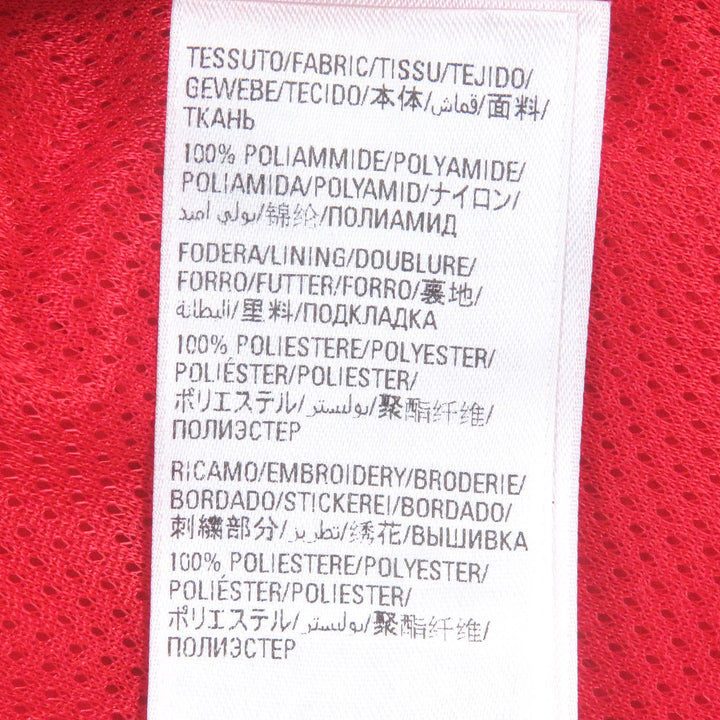 TESSUTO/FABRIC/TISSU/TEJIDO/
GEWEBE/TECIDO/本体/قماش/面料/
ТКАНЬ
100% POLIAMMIDE/POLYAMIDE/
POLIAMIDA/POLYAMID/ナイロン/
بولي اميد/锦纶/ПОЛИАМИД
FODERA/LINING/DOUBLURE/
FORRO/FUTTER/FORRO/裏地/
البطانة/里料/ПОДКЛАДКА
100% POLIESTERE/POLYESTER/
POLIÉSTER/POLIESTER/
ポリエステル/بوليستر/聚酯纤维/
ПОЛИЭСТЕР
RICAMO/EMBROIDERY/BRODERIE/
BORDADO/STICKEREI/BORDADO/
刺繍部分/تطريز/绣花/ВЫШИВКА
100% POLIESTERE/POLYESTER/
POLIÉSTER/POLIESTER/
ポリエステル/بوليستر/聚酯纤维/
ПОЛИЭСТЕР